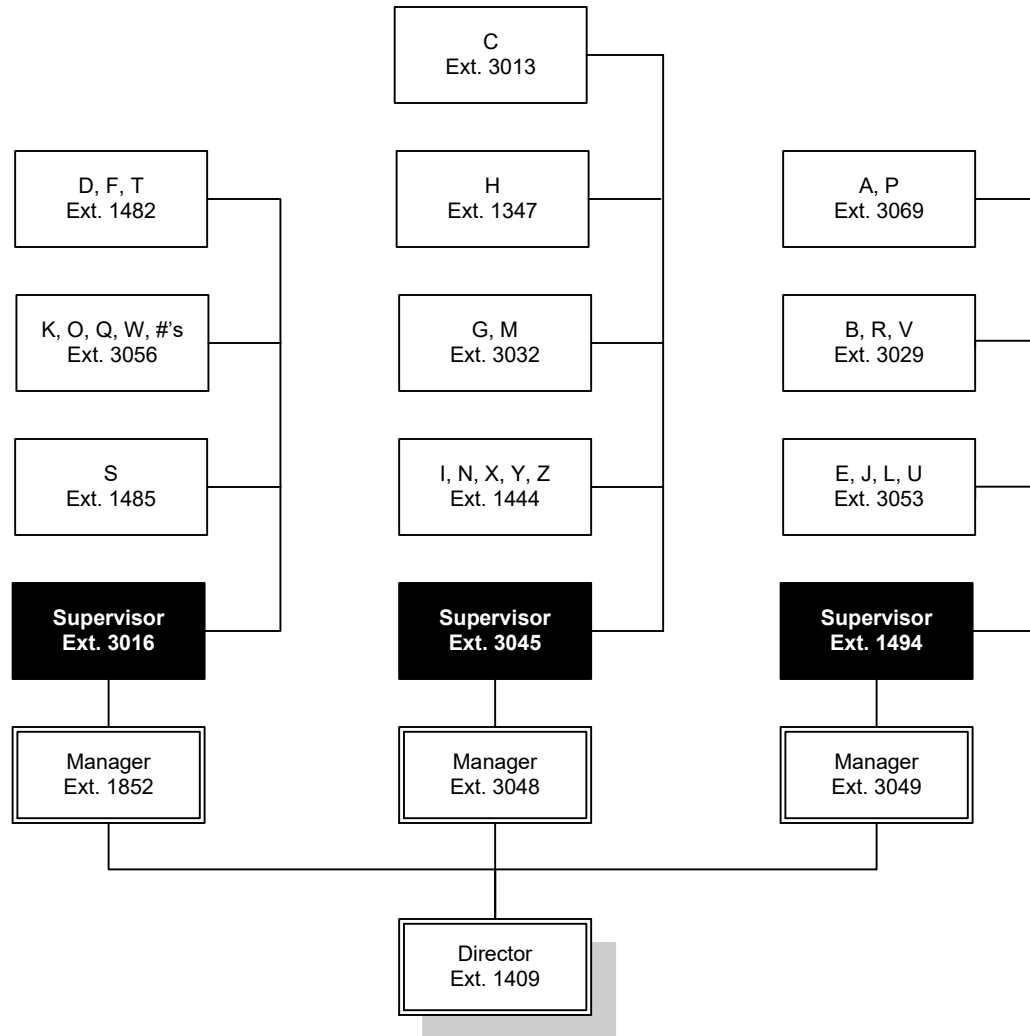 C
Ext. 3013
D, F, T
Ext. 1482
H
Ext. 1347
A, P
Ext. 3069
K, O, Q, W, #’s
Ext. 3056
G, M
Ext. 3032
B, R, V
Ext. 3029
S
Ext. 1485
I, N, X, Y, Z
Ext. 1444
E, J, L, U
Ext. 3053
Supervisor
Ext. 3016
Supervisor
Ext. 3045
Supervisor
Ext. 1494
Manager
Ext. 1852
Manager
Ext. 3048
Manager
Ext. 3049
Director
Ext. 1409